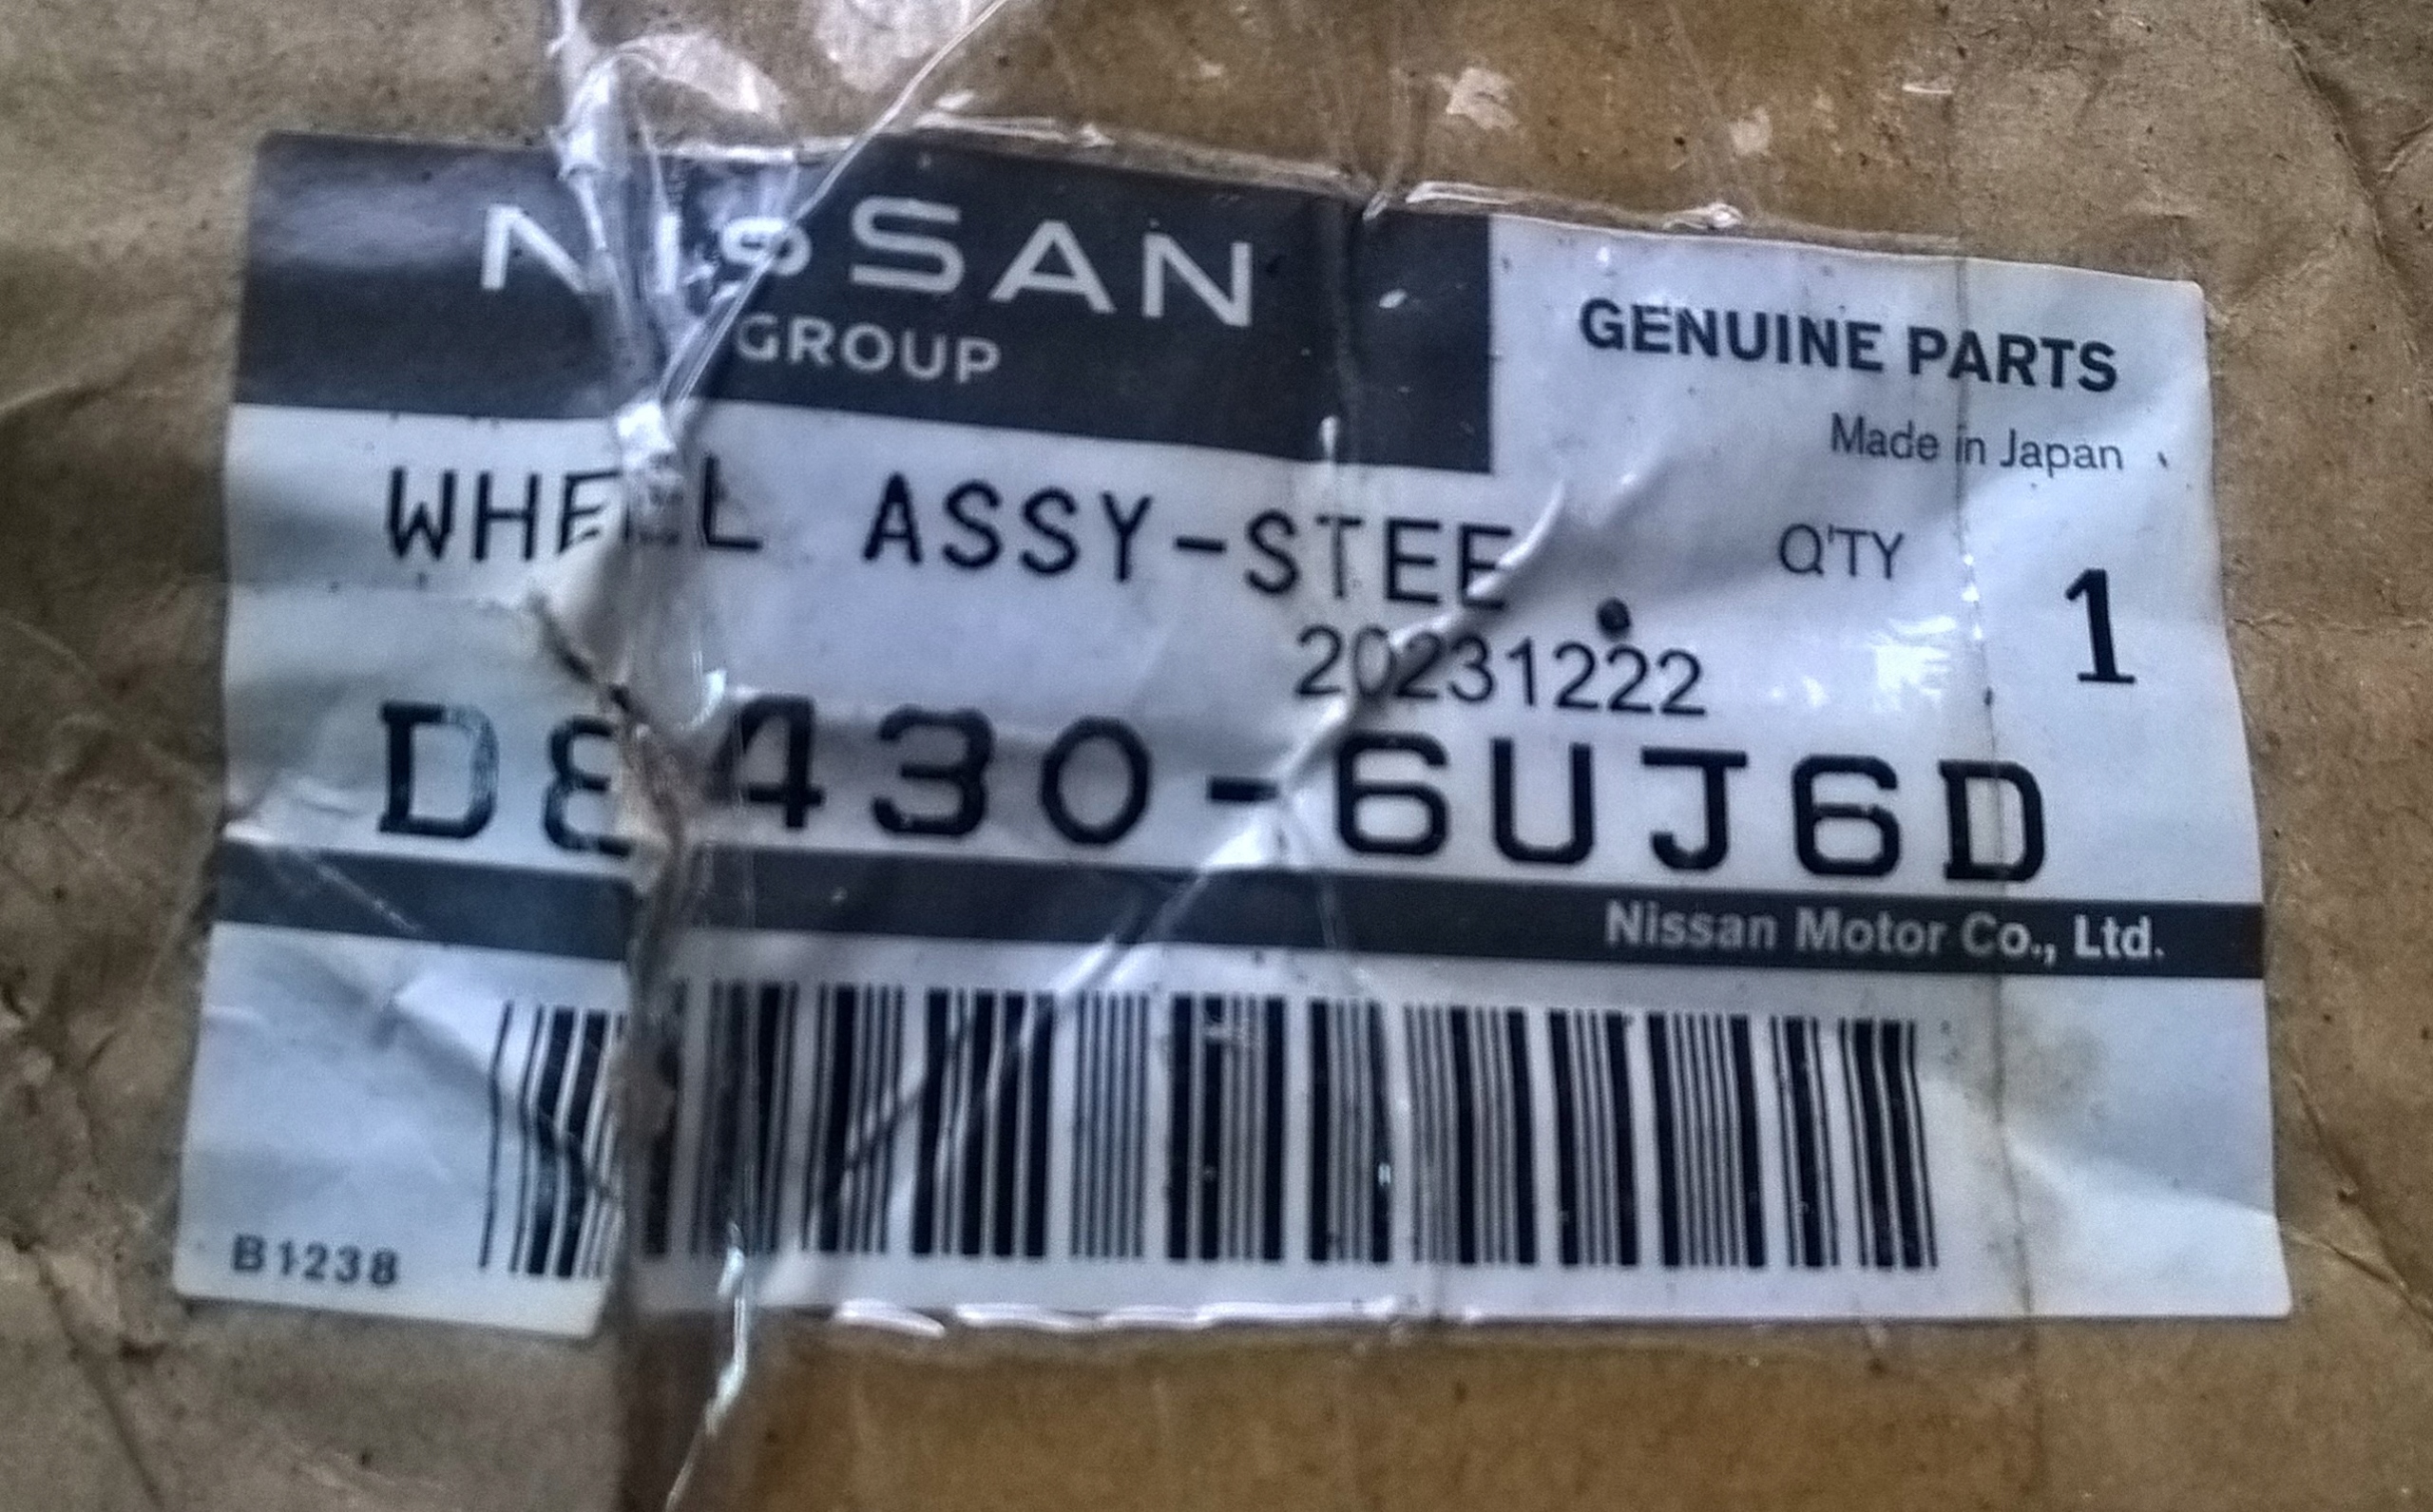 NISSAN
GROUP
GENUINE PARTS
Made in Japan
WHEEL ASSY-STEE
Q'TY
1
20231222
D8430-6UJ6D
Nissan Motor Co., Ltd.
B1238